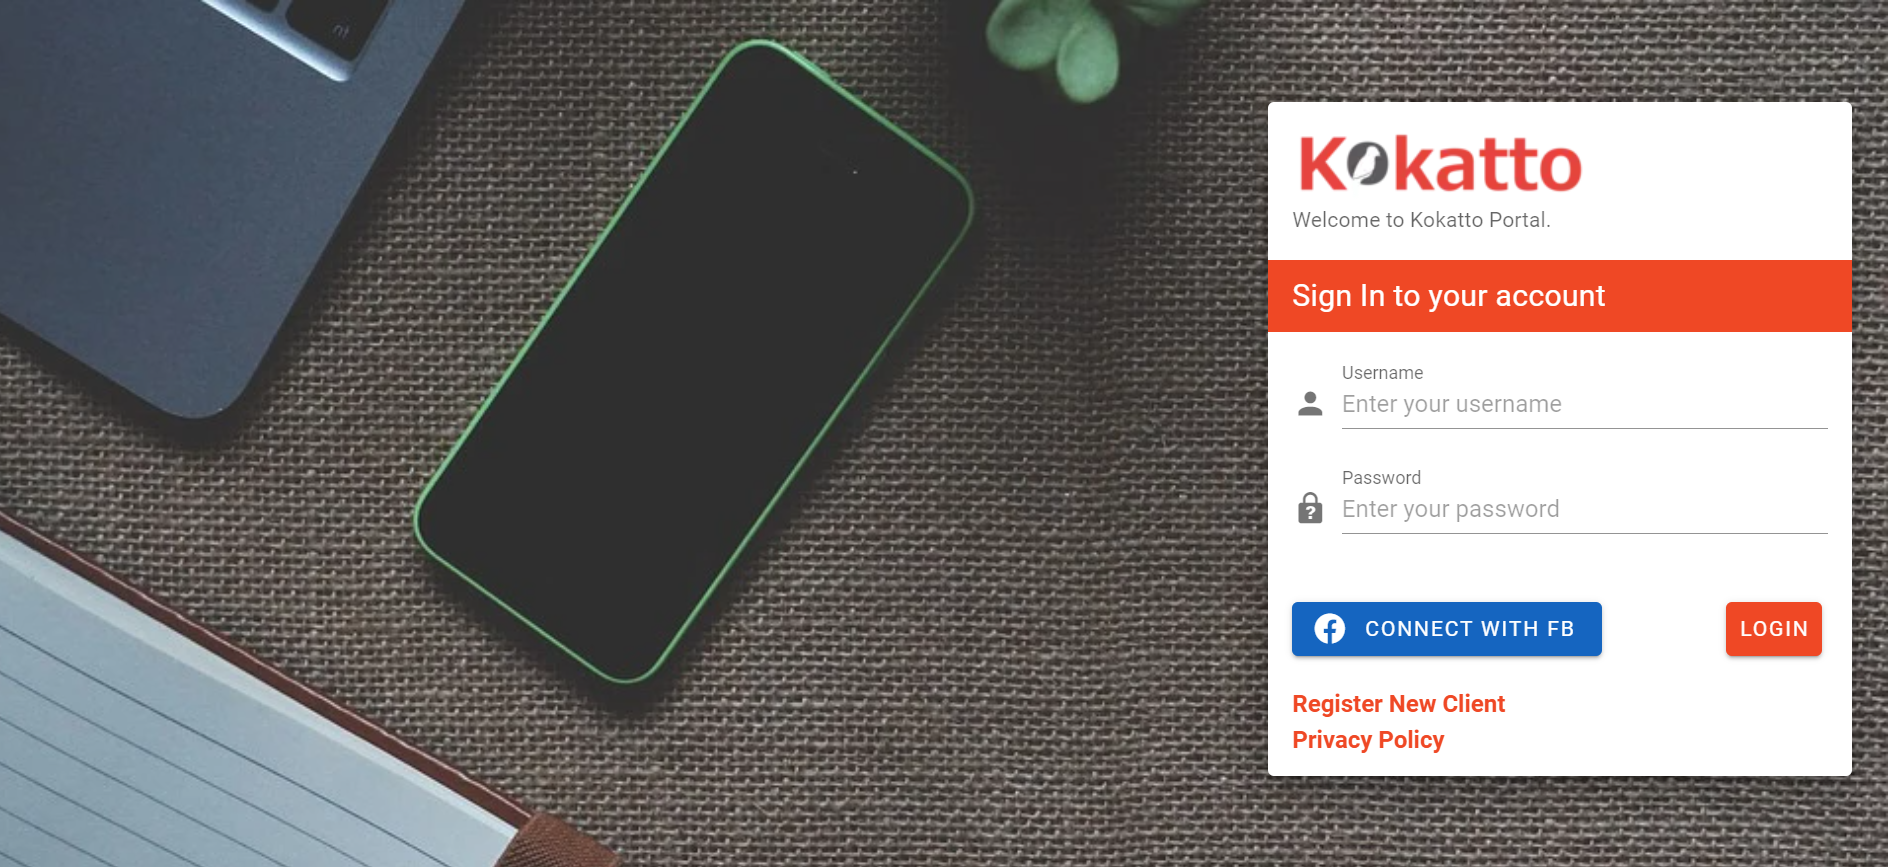 Kokatto
Welcome to Kokatto Portal.
Sign In to your account
Username
Enter your username
Password
Enter your password
CONNECT WITH FB
LOGIN
Register New Client
Privacy Policy